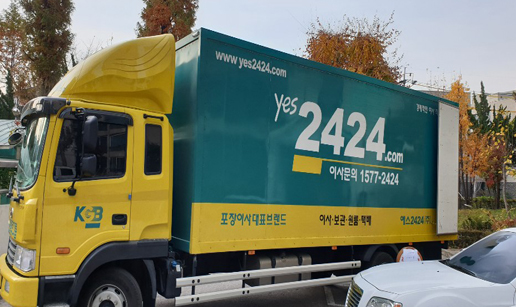 www.yes2424.com
yes
2424.com
이사문의 1577-2424
KGB
포장이사대표브랜드
이사·보관·원룸·택배
예스2424